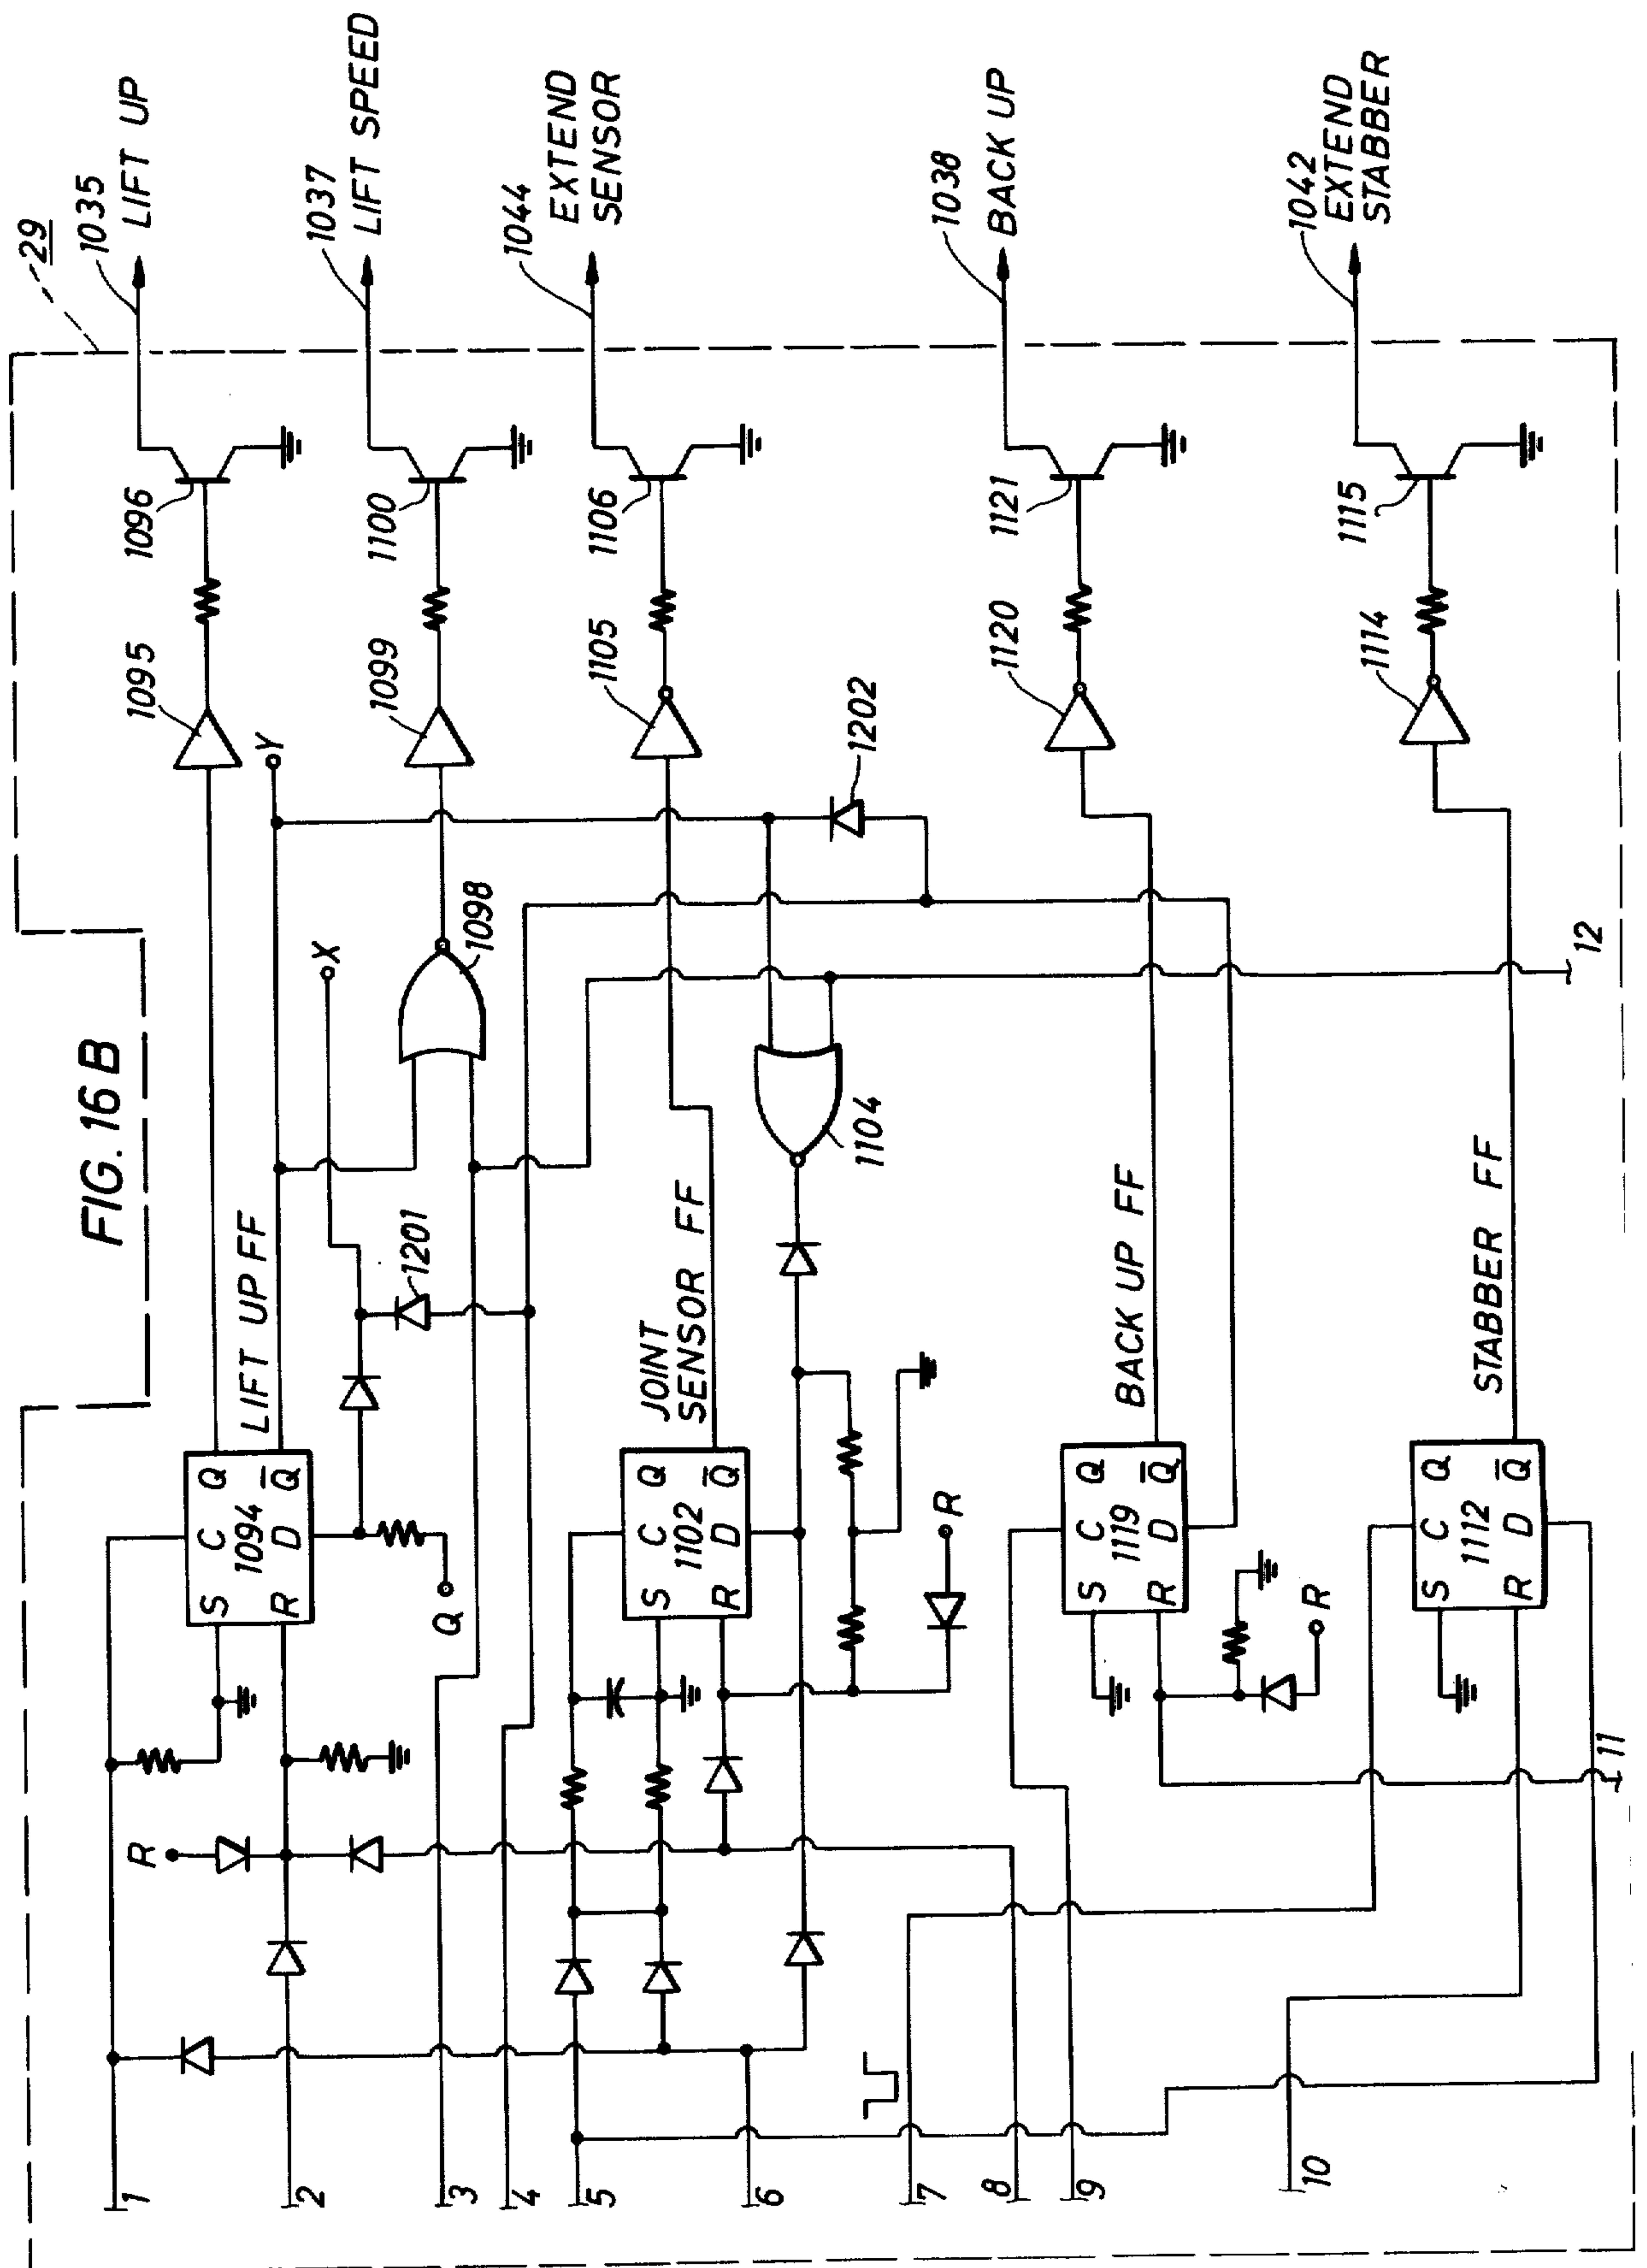 FIG. 16 B
29
1035
LIFT UP
1037
LIFT SPEED
1044
EXTEND
SENSOR
1038
BACK UP
1042
EXTEND
STABBER
1096
1100
1106
1121
1115
1095
1099
1105
1120
1114
Y
X
1098
1202
1201
1104
12
LIFT UP FF
JOINT
SENSOR FF
BACK UP FF
STABBER FF
S C Q
1094
R D Q̅
Q
R
S C Q
1102
R D Q̅
R
S C Q
1119
R D Q̅
R
S C Q
1112
R D Q̅
11
1
2
3
4
5
6
7
8
9
10